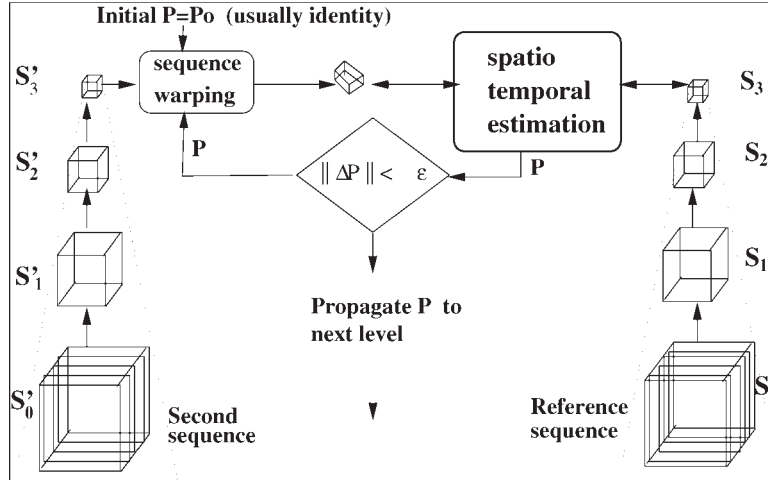 Initial P=Po (usually identity)
S'3
sequence
warping
spatio
temporal
estimation
S3
P
P
S'2
|| ΔP || < ε
S2
S'1
S1
Propagate P to
next level
S'0
Second
sequence
Reference
sequence
S